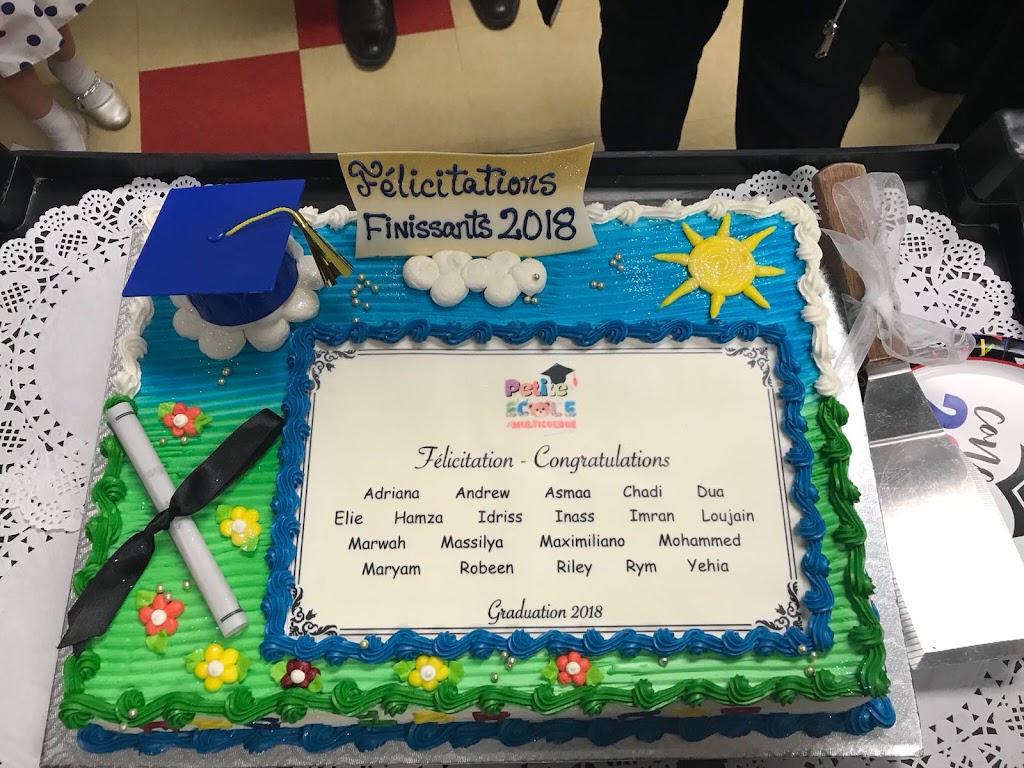 Félicitations
Finissants 2018
Petite
ECOLE
MULTICOLORE
Félicitation - Congratulations
Adriana Andrew Asmaa Chadi Dua
Elie Hamza Idriss Inass Imran Loujain
Marwah Massilya Maximiliano Mohammed
Maryam Robeen Riley Rym Yehia
Graduation 2018